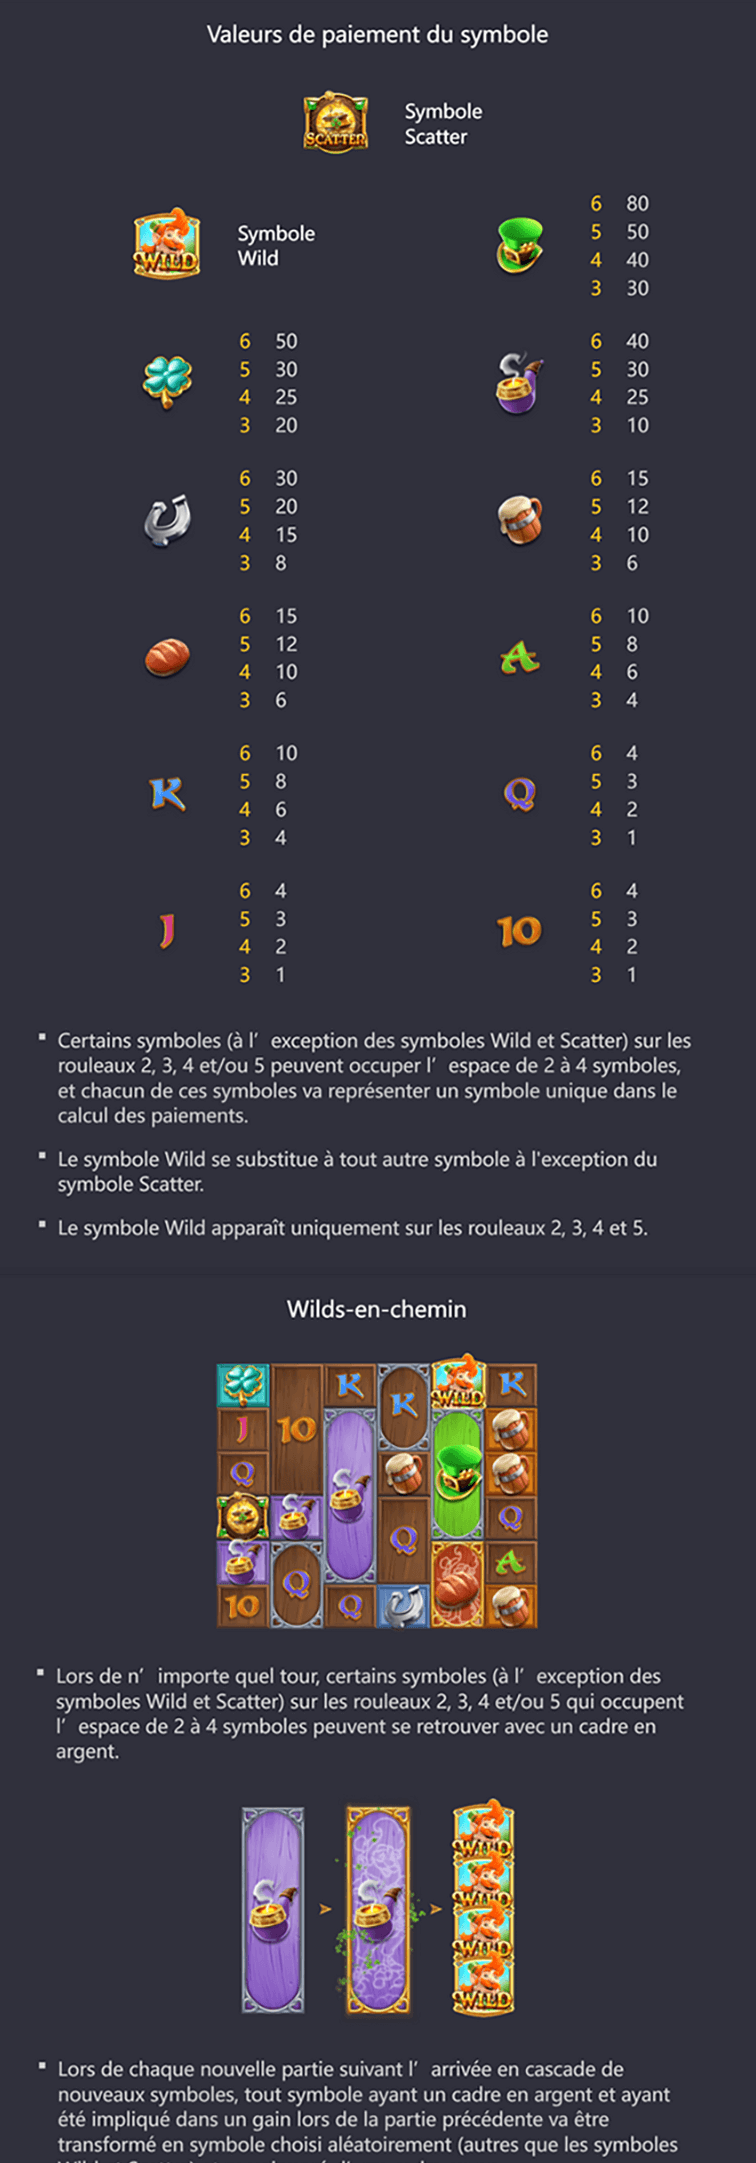 Valeurs de paiement du symbole
SCATTER
Symbole
Scatter
WILD
Symbole
Wild
6 80
5 50
4 40
3 30
6 50
5 30
4 25
3 20
6 40
5 30
4 25
3 10
6 30
5 20
4 15
3 8
6 15
5 12
4 10
3 6
6 15
5 12
4 10
3 6
A
6 10
5 8
4 6
3 4
K
6 10
5 8
4 6
3 4
Q
6 4
5 3
4 2
3 1
J
6 4
5 3
4 2
3 1
10
6 4
5 3
4 2
3 1
Certains symboles (à l’ exception des symboles Wild et Scatter) sur les
rouleaux 2, 3, 4 et/ou 5 peuvent occuper l’ espace de 2 à 4 symboles,
et chacun de ces symboles va représenter un symbole unique dans le
calcul des paiements.
Le symbole Wild se substitue à tout autre symbole à l'exception du
symbole Scatter.
Le symbole Wild apparaît uniquement sur les rouleaux 2, 3, 4 et 5.
Wilds-en-chemin
K K WILD K
J 10
Q
Q Q
A
Q
10 Q
Lors de n’ importe quel tour, certains symboles (à l’ exception des
symboles Wild et Scatter) sur les rouleaux 2, 3, 4 et/ou 5 qui occupent
l’ espace de 2 à 4 symboles peuvent se retrouver avec un cadre en
argent.
WILD
WILD
WILD
WILD
Lors de chaque nouvelle partie suivant l’ arrivée en cascade de
nouveaux symboles, tout symbole ayant un cadre en argent et ayant
été impliqué dans un gain lors de la partie précédente va être
transformé en symbole choisi aléatoirement (autres que les symboles